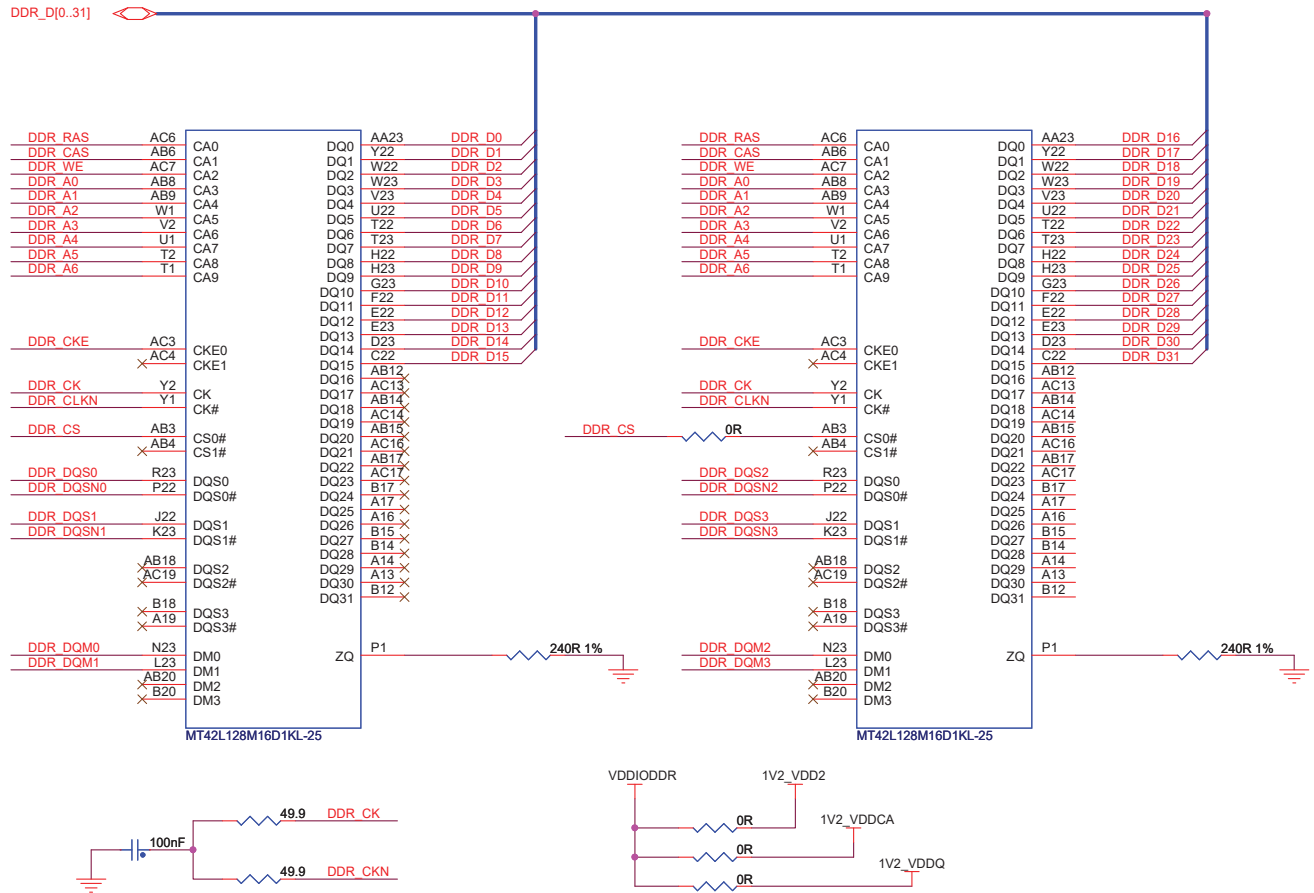 DDR_D[0..31]
DDR_RAS AC6 CA0 DQ0 AA23 DDR_D0
DDR_CAS AB6 CA1 DQ1 Y22 DDR_D1
DDR_WE AC7 CA2 DQ2 W22 DDR_D2
DDR_A0 AB8 CA3 DQ3 W23 DDR_D3
DDR_A1 AB9 CA4 DQ4 V23 DDR_D4
DDR_A2 W1 CA5 DQ5 U22 DDR_D5
DDR_A3 V2 CA6 DQ6 T22 DDR_D6
DDR_A4 U1 CA7 DQ7 T23 DDR_D7
DDR_A5 T2 CA8 DQ8 H22 DDR_D8
DDR_A6 T1 CA9 DQ9 H23 DDR_D9
DQ10 G23 DDR_D10
DQ11 F22 DDR_D11
DQ12 E22 DDR_D12
DQ13 E23 DDR_D13
DDR_CKE AC3 CKE0 DQ14 D23 DDR_D14
AC4 CKE1 DQ15 C22 DDR_D15
DQ16 AB12
DDR_CK Y2 CK DQ17 AC13
DDR_CLKN Y1 CK# DQ18 AB14
DQ19 AC14
DDR_CS AB3 CS0# DQ20 AB15
AB4 CS1# DQ21 AC16
DQ22 AB17
DDR_DQS0 R23 DQS0 DQ23 AC17
DDR_DQSN0 P22 DQS0# DQ24 B17
DQ25 A17
DDR_DQS1 J22 DQS1 DQ26 A16
DDR_DQSN1 K23 DQS1# DQ27 B15
DQ28 B14
AB18 DQS2 DQ29 A14
AC19 DQS2# DQ30 A13
DQ31 B12
B18 DQS3
A19 DQS3#
DDR_DQM0 N23 DM0 ZQ P1 240R 1%
DDR_DQM1 L23 DM1
AB20 DM2
B20 DM3
MT42L128M16D1KL-25
DDR_RAS AC6 CA0 DQ0 AA23 DDR_D16
DDR_CAS AB6 CA1 DQ1 Y22 DDR_D17
DDR_WE AC7 CA2 DQ2 W22 DDR_D18
DDR_A0 AB8 CA3 DQ3 W23 DDR_D19
DDR_A1 AB9 CA4 DQ4 V23 DDR_D20
DDR_A2 W1 CA5 DQ5 U22 DDR_D21
DDR_A3 V2 CA6 DQ6 T22 DDR_D22
DDR_A4 U1 CA7 DQ7 T23 DDR_D23
DDR_A5 T2 CA8 DQ8 H22 DDR_D24
DDR_A6 T1 CA9 DQ9 H23 DDR_D25
DQ10 G23 DDR_D26
DQ11 F22 DDR_D27
DQ12 E22 DDR_D28
DQ13 E23 DDR_D29
DDR_CKE AC3 CKE0 DQ14 D23 DDR_D30
AC4 CKE1 DQ15 C22 DDR_D31
DQ16 AB12
DDR_CK Y2 CK DQ17 AC13
DDR_CLKN Y1 CK# DQ18 AB14
DQ19 AC14
DDR_CS 0R AB3 CS0# DQ20 AB15
AB4 CS1# DQ21 AC16
DQ22 AB17
DDR_DQS2 R23 DQS0 DQ23 AC17
DDR_DQSN2 P22 DQS0# DQ24 B17
DQ25 A17
DDR_DQS3 J22 DQS1 DQ26 A16
DDR_DQSN3 K23 DQS1# DQ27 B15
DQ28 B14
AB18 DQS2 DQ29 A14
AC19 DQS2# DQ30 A13
DQ31 B12
B18 DQS3
A19 DQS3#
DDR_DQM2 N23 DM0 ZQ P1 240R 1%
DDR_DQM3 L23 DM1
AB20 DM2
B20 DM3
MT42L128M16D1KL-25
49.9 DDR_CK
100nF
49.9 DDR_CKN
VDDIODDR 1V2_VDD2
0R 1V2_VDDCA
0R 1V2_VDDQ
0R